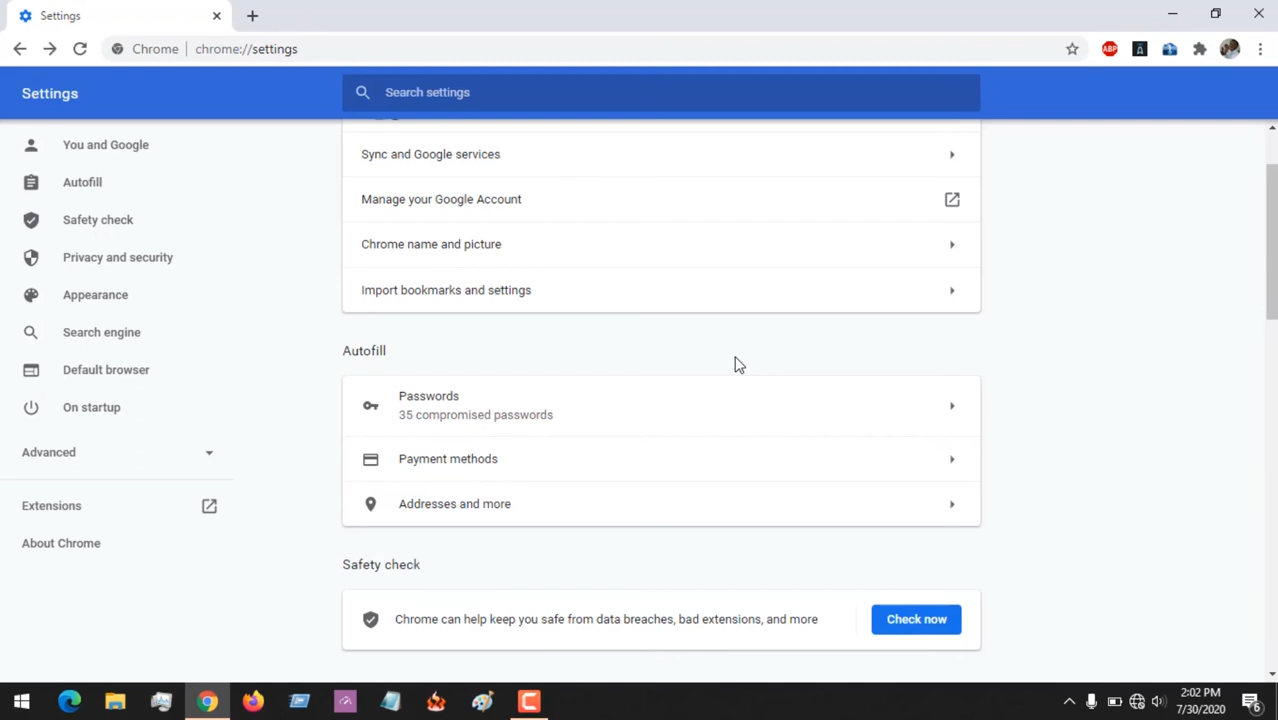 Settings
Chrome
chrome://settings
ABP
Settings
Search settings
You and Google
Autofill
Safety check
Privacy and security
Appearance
Search engine
Default browser
On startup
Advanced
Extensions
About Chrome
Sync and Google services
Manage your Google Account
Chrome name and picture
Import bookmarks and settings
Autofill
Passwords
35 compromised passwords
Payment methods
Addresses and more
Safety check
Chrome can help keep you safe from data breaches, bad extensions, and more
Check now
2:02 PM
7/30/2020
6